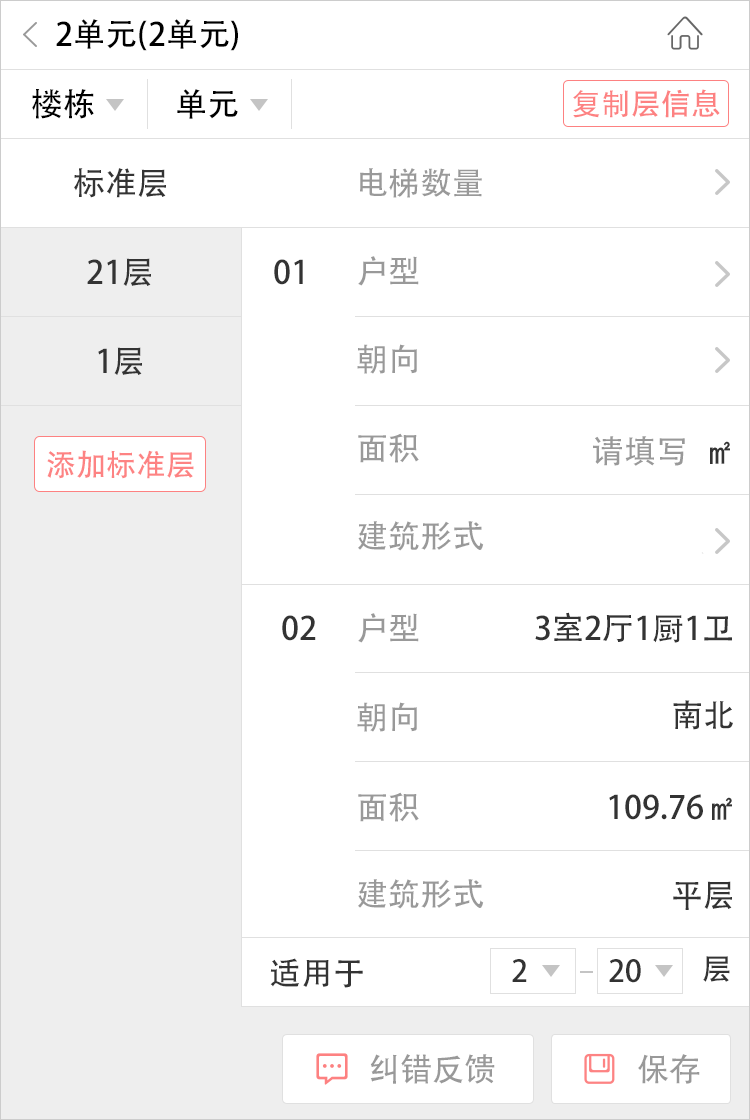 2单元(2单元)
楼栋 单元 复制层信息
标准层 电梯数量
21层 01 户型
1层 朝向
添加标准层 面积 请填写 ㎡
建筑形式
02 户型 3室2厅1厨1卫
朝向 南北
面积 109.76㎡
建筑形式 平层
适用于 2 - 20 层
纠错反馈 保存